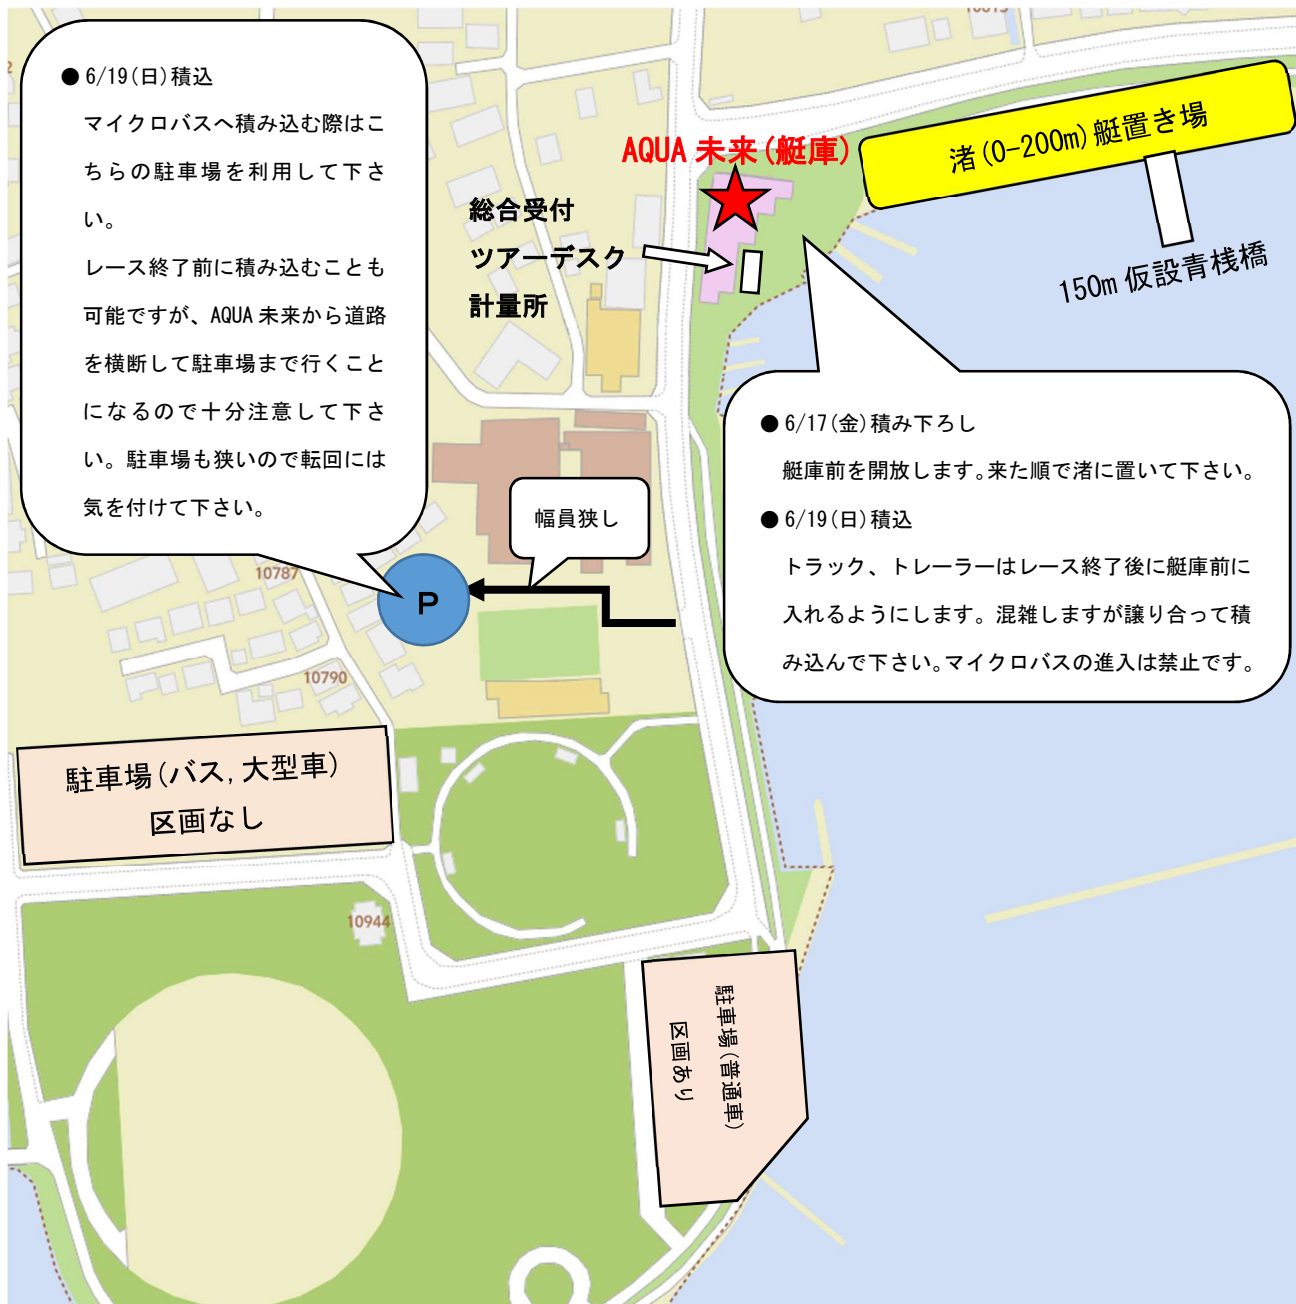 ● 6/19(日)積込
マイクロバスへ積み込む際はこ
ちらの駐車場を利用して下さ
い。
レース終了前に積み込むことも
可能ですが、AQUA 未来から道路
を横断して駐車場まで行くこと
になるので十分注意して下さ
い。駐車場も狭いので転回には
気を付けて下さい。
AQUA 未来(艇庫)
総合受付
ツアーデスク
計量所
渚(0-200m)艇置き場
150m 仮設青桟橋
● 6/17(金)積み下ろし
艇庫前を開放します。来た順で渚に置いて下さい。
● 6/19(日)積込
トラック、トレーラーはレース終了後に艇庫前に
入れるようにします。混雑しますが譲り合って積
み込んで下さい。マイクロバスの進入は禁止です。
幅員狭し
P
10787
10790
駐車場(バス,大型車)
区画なし
10944
駐車場(普通車)
区画あり